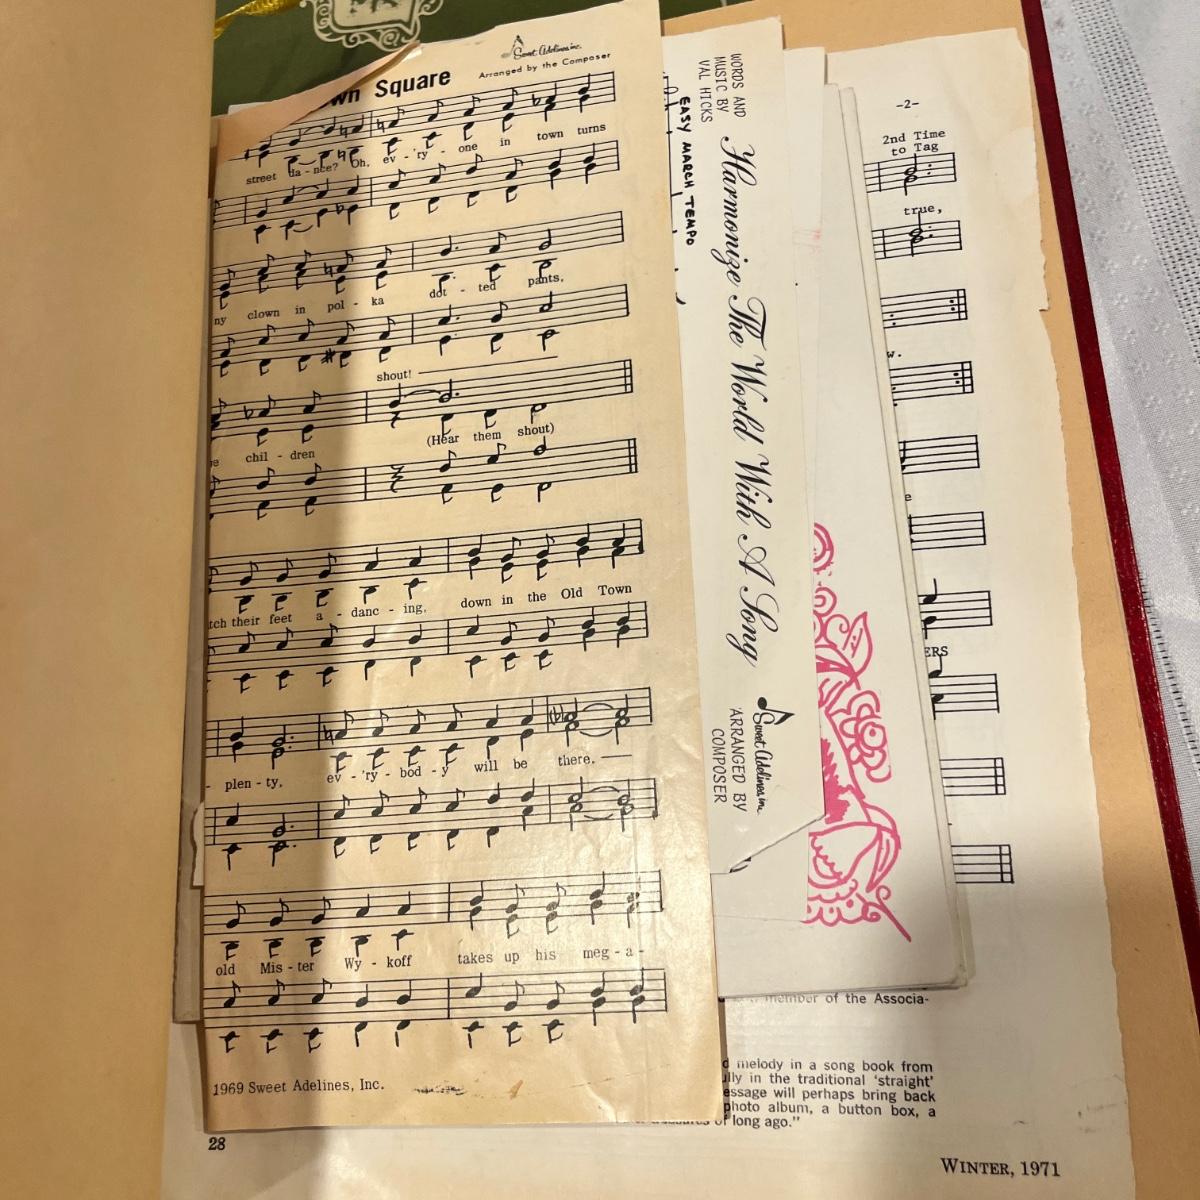 wn Square
Sweet Adelines inc.
Arranged by the Composer
street da - nce? Oh, ev - 'ry - one in town turns
ny clown in pol - ka dot - ted pants,
shout!
(Hear them shout)
chil - dren
tch their feet a - danc - ing, down in the Old Town
plen - ty, ev - 'ry - bod - y will be there.
old Mis - ter Wy - koff takes up his meg - a -
1969 Sweet Adelines, Inc.
28
WORDS AND
MUSIC BY
VAL HICKS
EASY MARCH TEMPO
Harmonize The World With A Song
Sweet Adelines inc.
ARRANGED BY
COMPOSER
-2-
2nd Time
to Tag
true,
w.
e
ERS
member of the Associa-
d melody in a song book from
lly in the traditional 'straight'
essage will perhaps bring back
photo album, a button box, a
of long ago."
WINTER, 1971